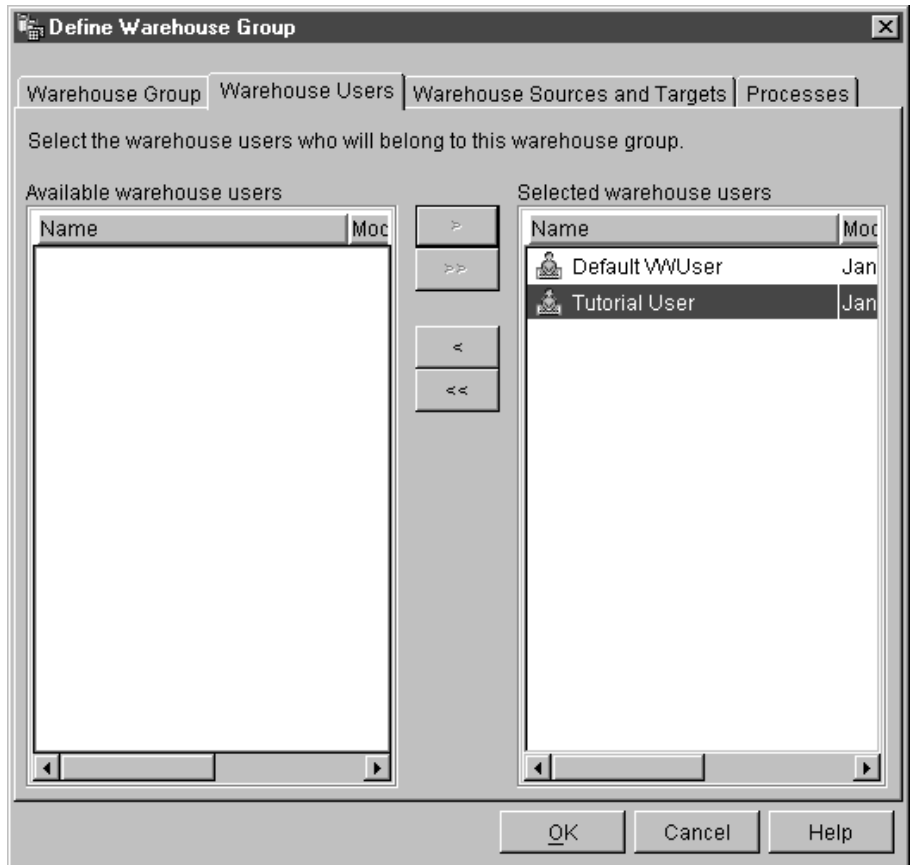 Define Warehouse Group
Warehouse Group Warehouse Users Warehouse Sources and Targets Processes
Select the warehouse users who will belong to this warehouse group.
Available warehouse users
Selected warehouse users
Name Moc
>
>>
<
<<
Name Moc
Default VWUser Jan
Tutorial User Jan
OK Cancel Help